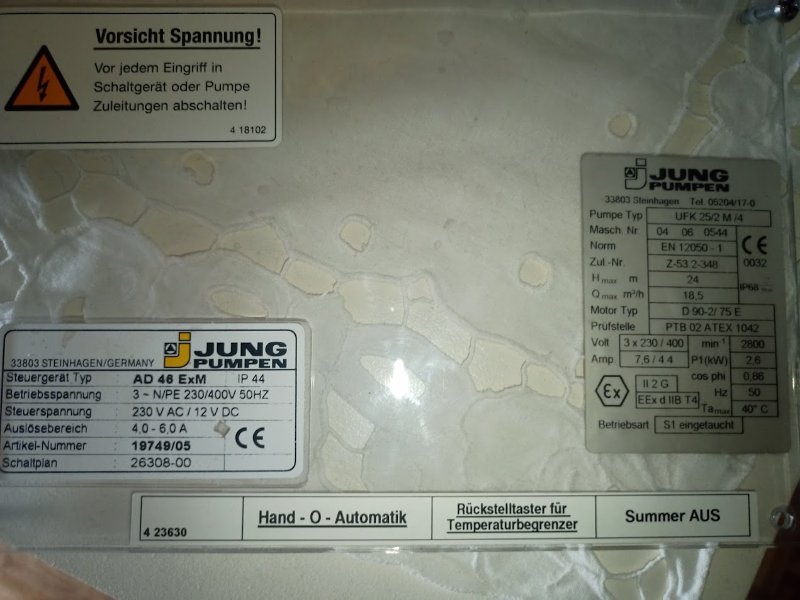 Vorsicht Spannung!
Vor jedem Eingriff in
Schaltgerät oder Pumpe
Zuleitungen abschalten!
4 18102
JUNG
PUMPEN
33803 Steinhagen Tel. 05204/17-0
Pumpe Typ UFK 25/2 M /4
Masch. Nr 04 06 0544
Norm EN 12050 - 1 CE
Zul.-Nr. Z-53.2-348 0032
H max m 24
Q max m³/h 18,5 IP68
Motor Typ D 90-2/ 75 E
Prüfstelle PTB 02 ATEX 1042
Volt 3 x 230 / 400 min⁻¹ 2800
Amp. 7,6 / 4.4 P1(kW) 2,6
cos phi 0,86
Ex II 2 G Hz 50
EEx d IIB T4 Ta max 40° C
Betriebsart S1 eingetaucht
JUNG
PUMPEN
33803 STEINHAGEN/GERMANY
Steuergerät Typ : AD 46 ExM IP 44
Betriebsspannung : 3 ~ N/PE 230/400V 50HZ
Steuerspannung : 230 V AC / 12 V DC
Auslösebereich : 4,0 - 6,0 A CE
Artikel-Nummer : 19749/05
Schaltplan : 26308-00
4 23630 Hand - O - Automatik Rückstelltaster für Temperaturbegrenzer Summer AUS